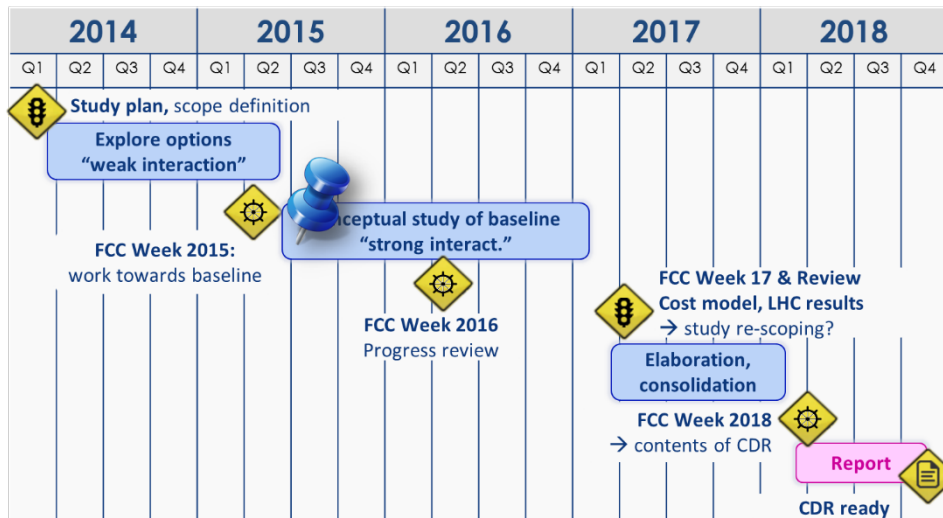 2014 2015 2016 2017 2018
Q1 Q2 Q3 Q4 Q1 Q2 Q3 Q4 Q1 Q2 Q3 Q4 Q1 Q2 Q3 Q4 Q1 Q2 Q3 Q4
Study plan, scope definition
Explore options
“weak interaction”
FCC Week 2015:
work towards baseline
nceptual study of baseline
“strong interact.”
FCC Week 2016
Progress review
FCC Week 17 & Review
Cost model, LHC results
→ study re-scoping?
Elaboration,
consolidation
FCC Week 2018
→ contents of CDR
Report
CDR ready